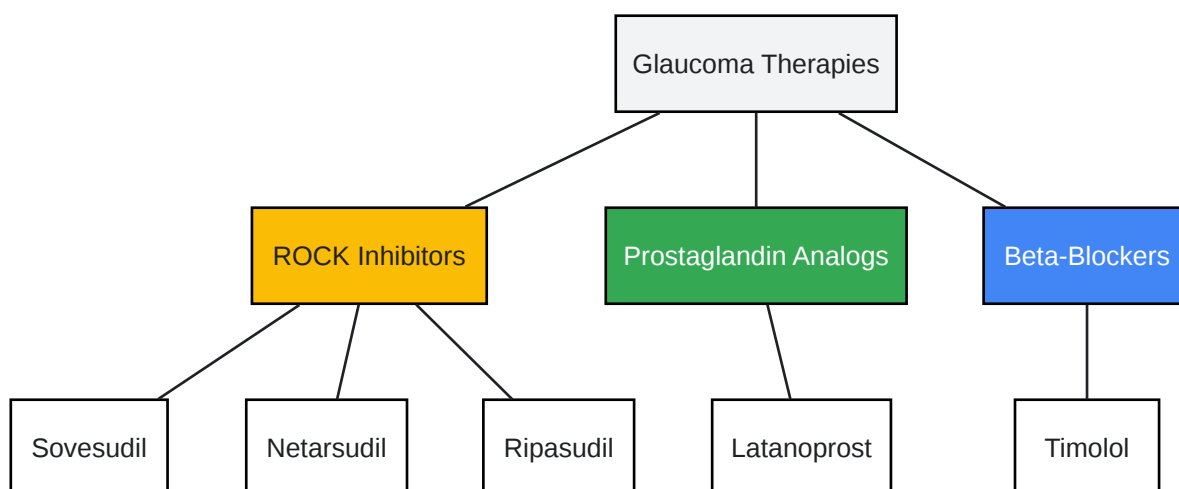 Glaucoma Therapies
ROCK Inhibitors
Prostaglandin Analogs
Beta-Blockers
Sovesudil
Netarsudil
Ripasudil
Latanoprost
Timolol